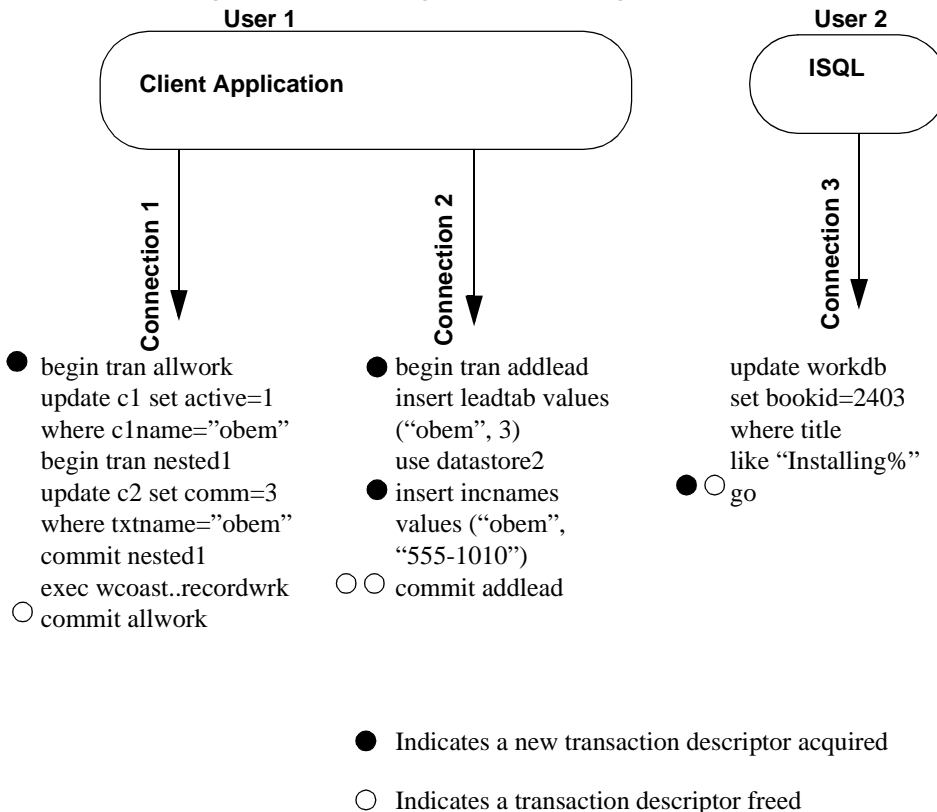 User 1
User 2
Client Application
ISQL
Connection 1
Connection 2
Connection 3
begin tran allwork
update c1 set active=1
where c1name=”obem”
begin tran nested1
update c2 set comm=3
where txtname=”obem”
commit nested1
exec wcoast..recordwrk
commit allwork
begin tran addlead
insert leadtab values
(“obem”, 3)
use datastore2
insert incnames
values (“obem”,
“555-1010”)
commit addlead
update workdb
set bookid=2403
where title
like “Installing%”
go
Indicates a new transaction descriptor acquired
Indicates a transaction descriptor freed